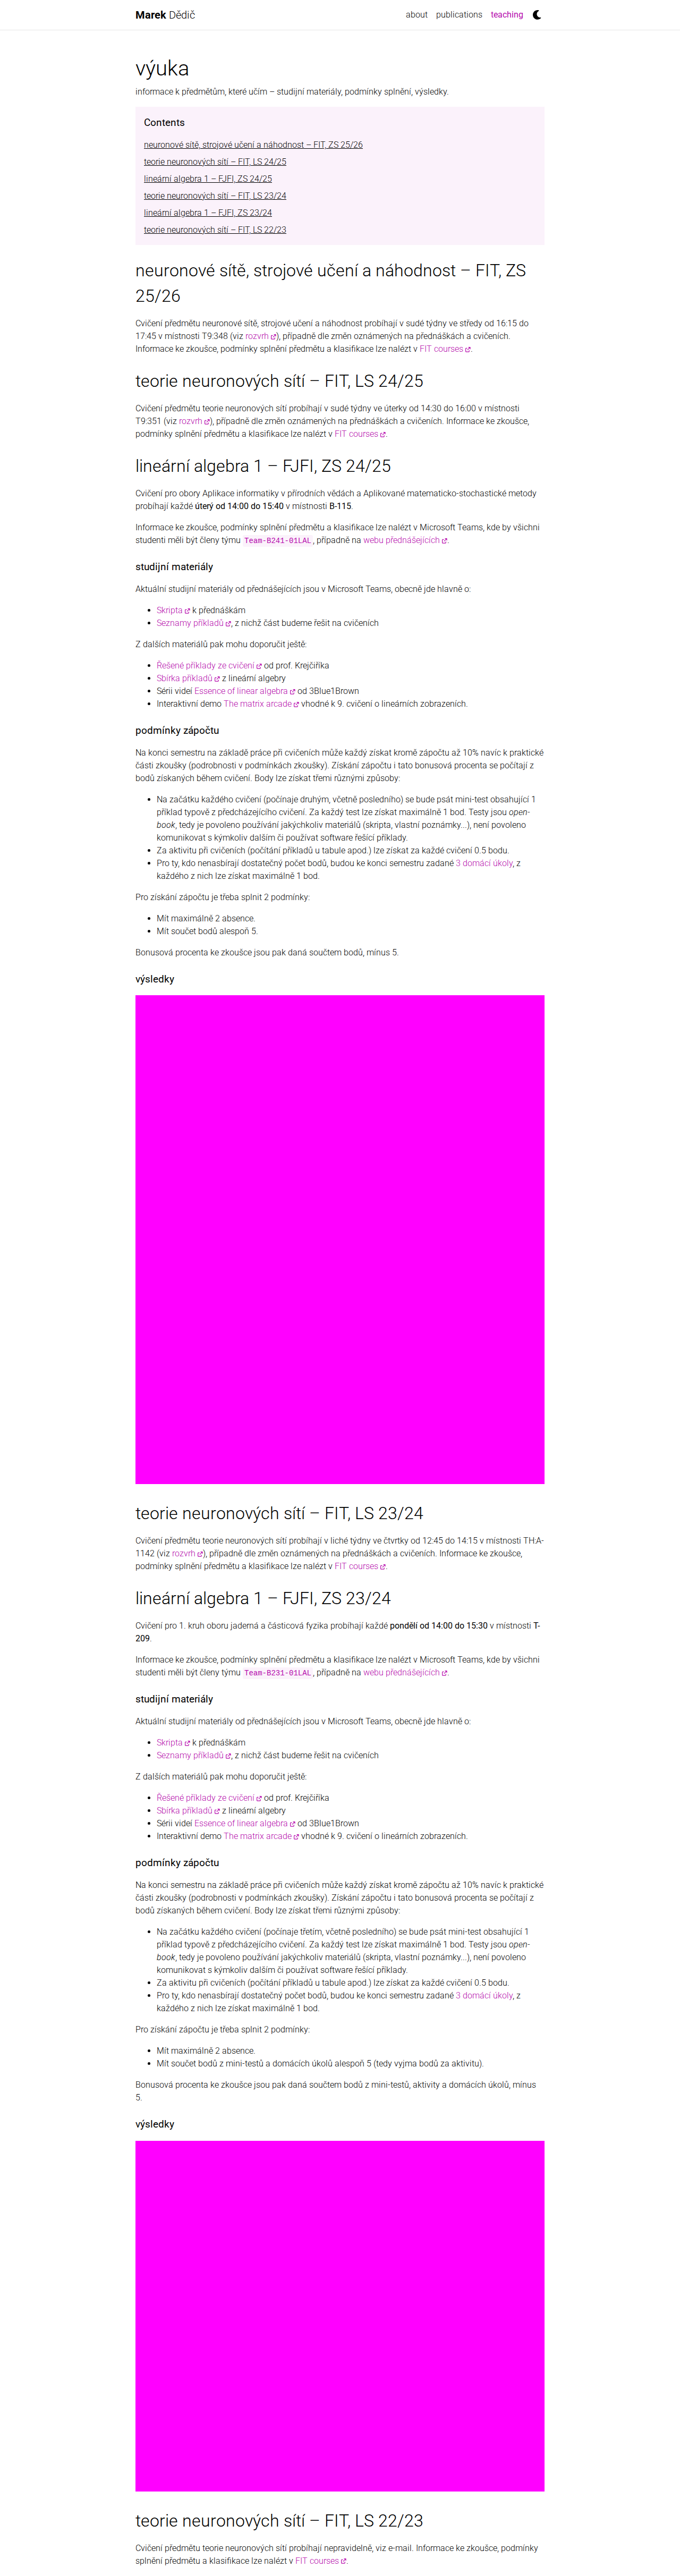 Marek Dědič
about publications teaching
výuka
informace k předmětům, které učím – studijní materiály, podmínky splnění, výsledky.
Contents
neuronové sítě, strojové učení a náhodnost – FIT, ZS 25/26
teorie neuronových sítí – FIT, LS 24/25
lineární algebra 1 – FJFI, ZS 24/25
teorie neuronových sítí – FIT, LS 23/24
lineární algebra 1 – FJFI, ZS 23/24
teorie neuronových sítí – FIT, LS 22/23
neuronové sítě, strojové učení a náhodnost – FIT, ZS
25/26
Cvičení předmětu neuronové sítě, strojové učení a náhodnost probíhají v sudé týdny ve středy od 16:15 do
17:45 v místnosti T9:348 (viz rozvrh), případně dle změn oznámených na přednáškách a cvičeních.
Informace ke zkoušce, podmínky splnění předmětu a klasifikace lze nalézt v FIT courses.
teorie neuronových sítí – FIT, LS 24/25
Cvičení předmětu teorie neuronových sítí probíhají v sudé týdny ve úterky od 14:30 do 16:00 v místnosti
T9:351 (viz rozvrh), případně dle změn oznámených na přednáškách a cvičeních. Informace ke zkoušce,
podmínky splnění předmětu a klasifikace lze nalézt v FIT courses.
lineární algebra 1 – FJFI, ZS 24/25
Cvičení pro obory Aplikace informatiky v přírodních vědách a Aplikované matematicko-stochastické metody
probíhají každé úterý od 14:00 do 15:40 v místnosti B-115.
Informace ke zkoušce, podmínky splnění předmětu a klasifikace lze nalézt v Microsoft Teams, kde by všichni
studenti měli být členy týmu Team-B241-01LAL, případně na webu přednášejících.
studijní materiály
Aktuální studijní materiály od přednášejících jsou v Microsoft Teams, obecně jde hlavně o:
• Skripta k přednáškám
• Seznamy příkladů, z nichž část budeme řešit na cvičeních
Z dalších materiálů pak mohu doporučit ještě:
• Řešené příklady ze cvičení od prof. Krejčiříka
• Sbírka příkladů z lineární algebry
• Sérii videí Essence of linear algebra od 3Blue1Brown
• Interaktivní demo The matrix arcade vhodné k 9. cvičení o lineárních zobrazeních.
podmínky zápočtu
Na konci semestru na základě práce při cvičeních může každý získat kromě zápočtu až 10% navíc k praktické
části zkoušky (podrobnosti v podmínkách zkoušky). Získání zápočtu i tato bonusová procenta se počítají z
bodů získaných během cvičení. Body lze získat třemi různými způsoby:
• Na začátku každého cvičení (počínaje druhým, včetně posledního) se bude psát mini-test obsahující 1
příklad typově z předcházejícího cvičení. Za každý test lze získat maximálně 1 bod. Testy jsou open-
book, tedy je povoleno používání jakýchkoliv materiálů (skripta, vlastní poznámky...), není povoleno
komunikovat s kýmkoliv dalším či používat software řešící příklady.
• Za aktivitu při cvičeních (počítání příkladů u tabule apod.) lze získat za každé cvičení 0.5 bodu.
• Pro ty, kdo nenasbírají dostatečný počet bodů, budou ke konci semestru zadané 3 domácí úkoly, z
každého z nich lze získat maximálně 1 bod.
Pro získání zápočtu je třeba splnit 2 podmínky:
• Mít maximálně 2 absence.
• Mít součet bodů alespoň 5.
Bonusová procenta ke zkoušce jsou pak daná součtem bodů, mínus 5.
výsledky
teorie neuronových sítí – FIT, LS 23/24
Cvičení předmětu teorie neuronových sítí probíhají v liché týdny ve čtvrtky od 12:45 do 14:15 v místnosti TH:A-
1142 (viz rozvrh), případně dle změn oznámených na přednáškách a cvičeních. Informace ke zkoušce,
podmínky splnění předmětu a klasifikace lze nalézt v FIT courses.
lineární algebra 1 – FJFI, ZS 23/24
Cvičení pro 1. kruh oboru jaderná a částicová fyzika probíhají každé pondělí od 14:00 do 15:30 v místnosti T-
209.
Informace ke zkoušce, podmínky splnění předmětu a klasifikace lze nalézt v Microsoft Teams, kde by všichni
studenti měli být členy týmu Team-B231-01LAL, případně na webu přednášejících.
studijní materiály
Aktuální studijní materiály od přednášejících jsou v Microsoft Teams, obecně jde hlavně o:
• Skripta k přednáškám
• Seznamy příkladů, z nichž část budeme řešit na cvičeních
Z dalších materiálů pak mohu doporučit ještě:
• Řešené příklady ze cvičení od prof. Krejčiříka
• Sbírka příkladů z lineární algebry
• Sérii videí Essence of linear algebra od 3Blue1Brown
• Interaktivní demo The matrix arcade vhodné k 9. cvičení o lineárních zobrazeních.
podmínky zápočtu
Na konci semestru na základě práce při cvičeních může každý získat kromě zápočtu až 10% navíc k praktické
části zkoušky (podrobnosti v podmínkách zkoušky). Získání zápočtu i tato bonusová procenta se počítají z
bodů získaných během cvičení. Body lze získat třemi různými způsoby:
• Na začátku každého cvičení (počínaje třetím, včetně posledního) se bude psát mini-test obsahující 1
příklad typově z předcházejícího cvičení. Za každý test lze získat maximálně 1 bod. Testy jsou open-
book, tedy je povoleno používání jakýchkoliv materiálů (skripta, vlastní poznámky...), není povoleno
komunikovat s kýmkoliv dalším či používat software řešící příklady.
• Za aktivitu při cvičeních (počítání příkladů u tabule apod.) lze získat za každé cvičení 0.5 bodu.
• Pro ty, kdo nenasbírají dostatečný počet bodů, budou ke konci semestru zadané 3 domácí úkoly, z
každého z nich lze získat maximálně 1 bod.
Pro získání zápočtu je třeba splnit 2 podmínky:
• Mít maximálně 2 absence.
• Mít součet bodů z mini-testů a domácích úkolů alespoň 5 (tedy vyjma bodů za aktivitu).
Bonusová procenta ke zkoušce jsou pak daná součtem bodů z mini-testů, aktivity a domácích úkolů, mínus
5.
výsledky
teorie neuronových sítí – FIT, LS 22/23
Cvičení předmětu teorie neuronových sítí probíhají nepravidelně, viz e-mail. Informace ke zkoušce, podmínky
splnění předmětu a klasifikace lze nalézt v FIT courses.